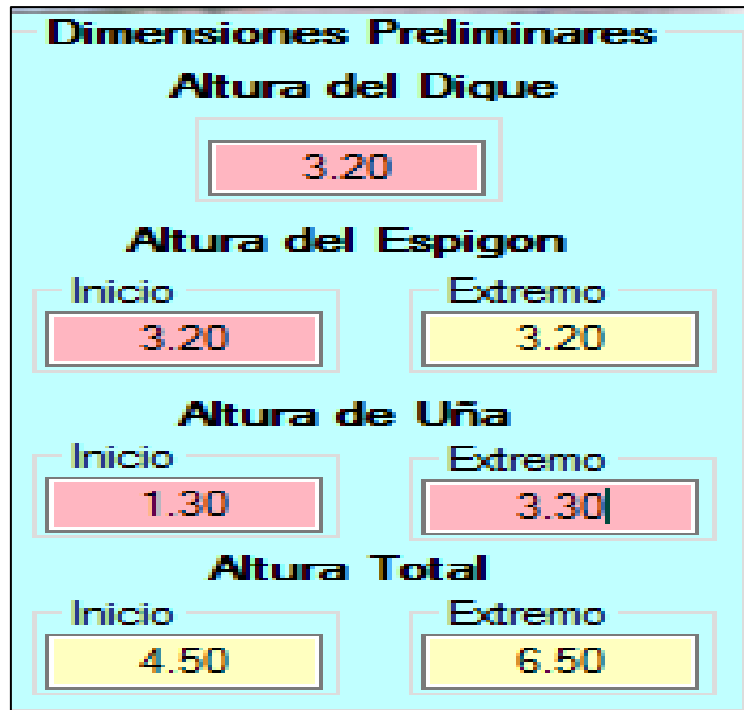 Dimensiones Preliminares
Altura del Dique
3.20
Altura del Espigon
Inicio Extremo
3.20 3.20
Altura de Uña
Inicio Extremo
1.30 3.30
Altura Total
Inicio Extremo
4.50 6.50